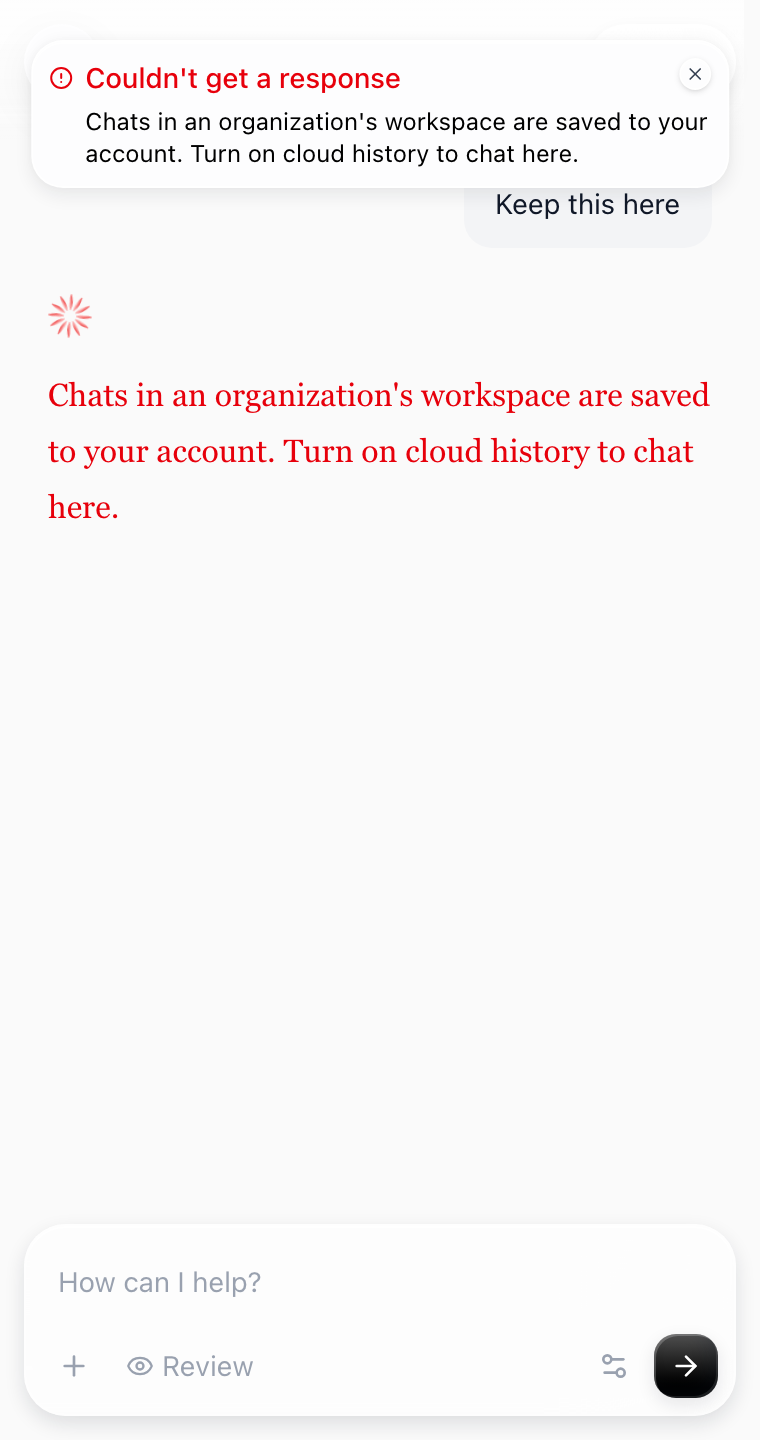 Couldn't get a response
Chats in an organization's workspace are saved to your
account. Turn on cloud history to chat here.
Keep this here
Chats in an organization's workspace are saved
to your account. Turn on cloud history to chat
here.
How can I help?
Review